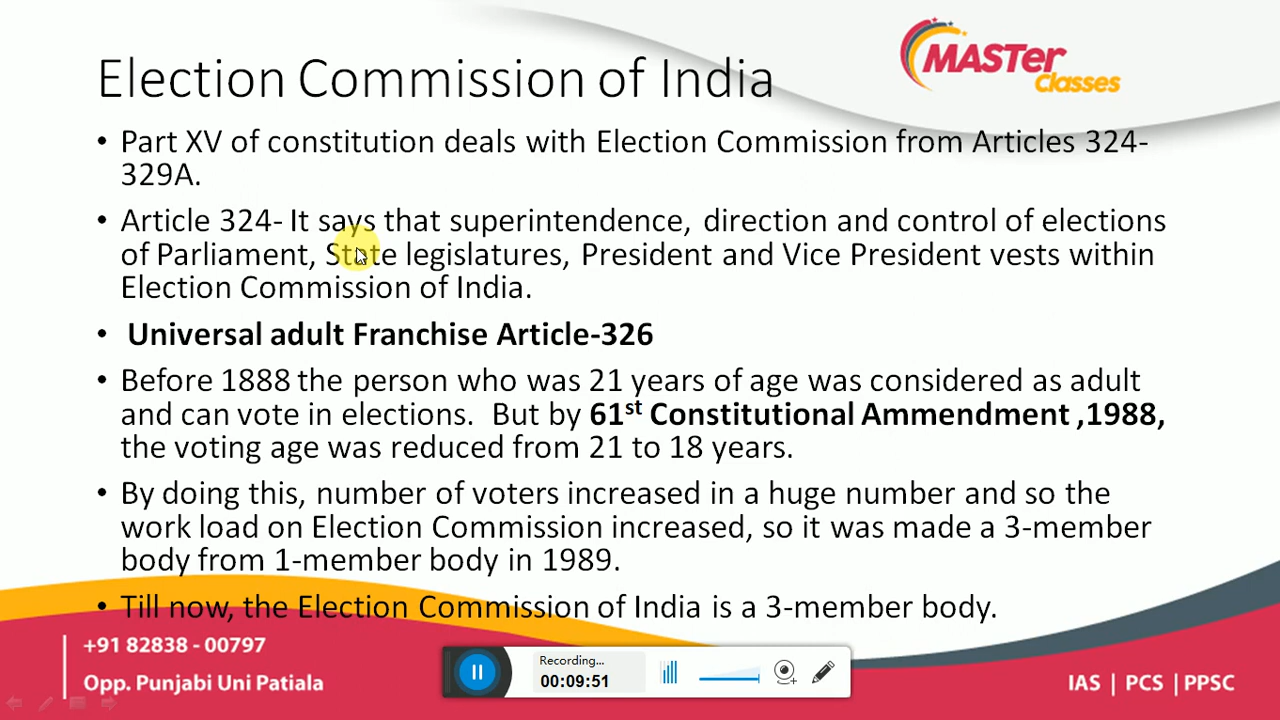 Election Commission of India
MASTer
Classes
• Part XV of constitution deals with Election Commission from Articles 324-
329A.
• Article 324- It says that superintendence, direction and control of elections
of Parliament, State legislatures, President and Vice President vests within
Election Commission of India.
• Universal adult Franchise Article-326
• Before 1888 the person who was 21 years of age was considered as adult
and can vote in elections. But by 61st Constitutional Ammendment ,1988,
the voting age was reduced from 21 to 18 years.
• By doing this, number of voters increased in a huge number and so the
work load on Election Commission increased, so it was made a 3-member
body from 1-member body in 1989.
• Till now, the Election Commission of India is a 3-member body.
+91 82838 - 00797
Opp. Punjabi Uni Patiala
Recording...
00:09:51
IAS | PCS | PPSC